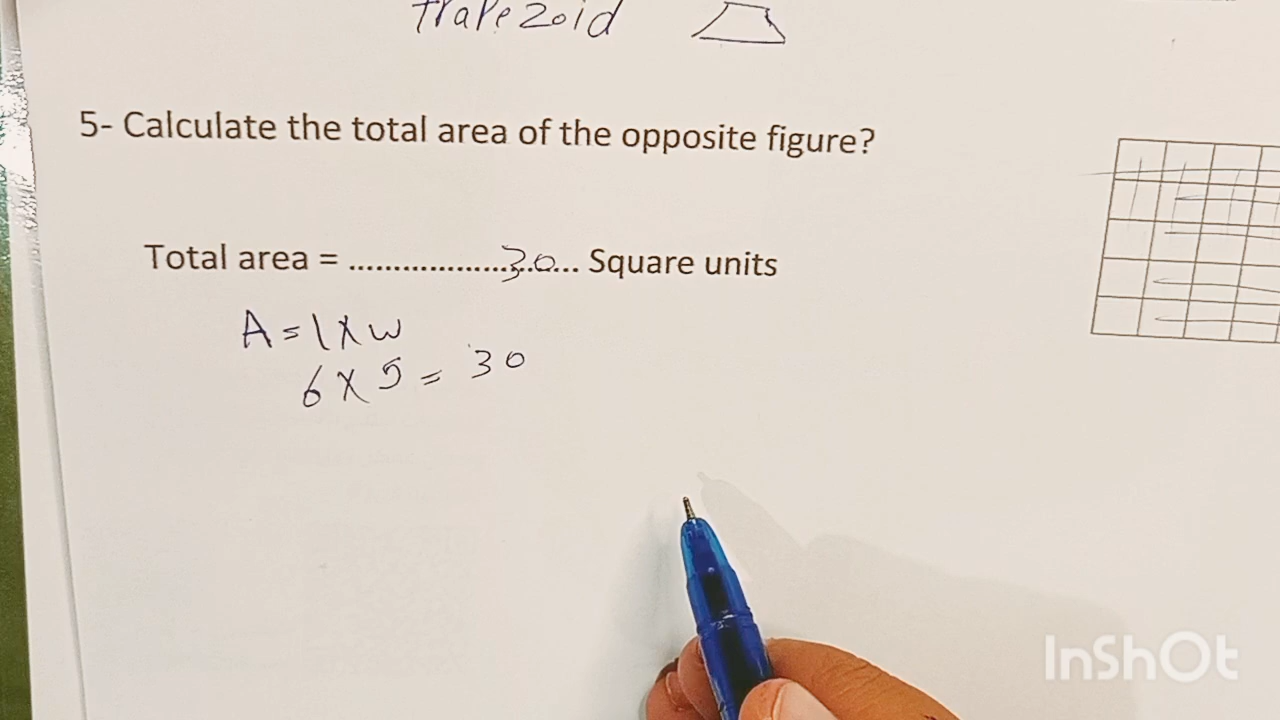 trapezoid
5- Calculate the total area of the opposite figure?
Total area = .....................30.... Square units
A = l x w
6 x 5 = 30
InShOt